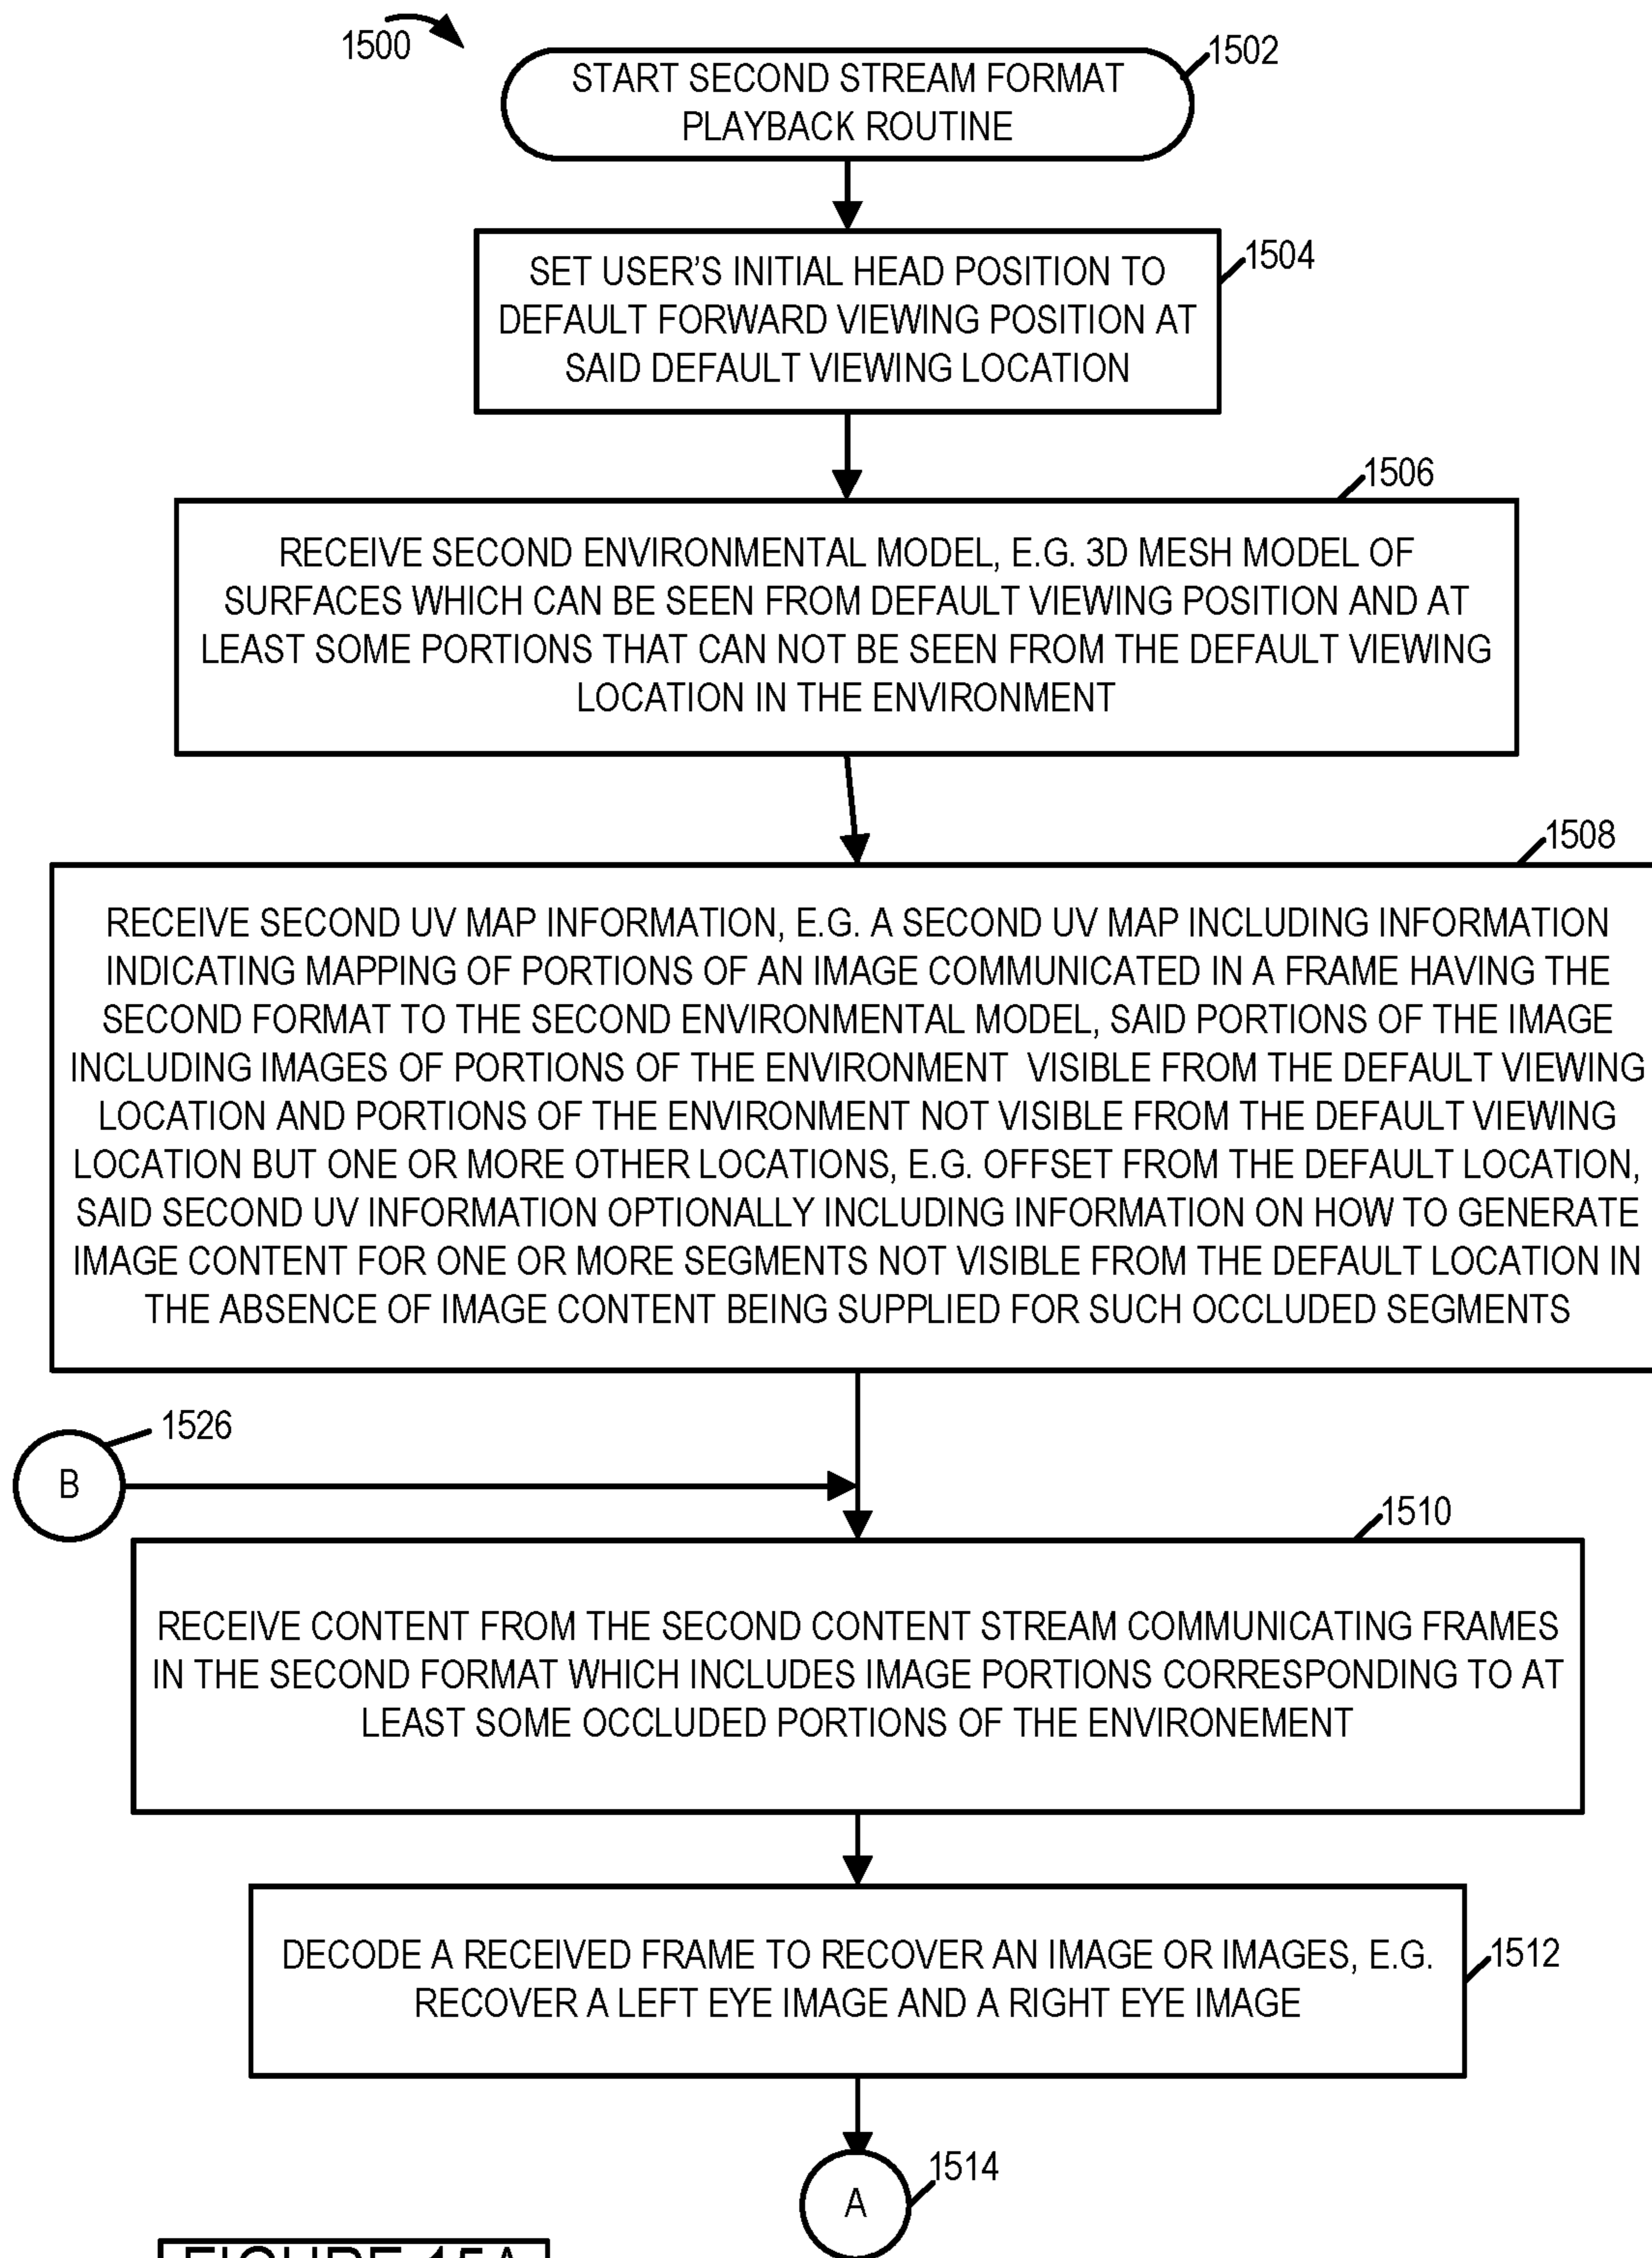 1500
1502
START SECOND STREAM FORMAT
PLAYBACK ROUTINE
1504
SET USER'S INITIAL HEAD POSITION TO
DEFAULT FORWARD VIEWING POSITION AT
SAID DEFAULT VIEWING LOCATION
1506
RECEIVE SECOND ENVIRONMENTAL MODEL, E.G. 3D MESH MODEL OF
SURFACES WHICH CAN BE SEEN FROM DEFAULT VIEWING POSITION AND AT
LEAST SOME PORTIONS THAT CAN NOT BE SEEN FROM THE DEFAULT VIEWING
LOCATION IN THE ENVIRONMENT
1508
RECEIVE SECOND UV MAP INFORMATION, E.G. A SECOND UV MAP INCLUDING INFORMATION
INDICATING MAPPING OF PORTIONS OF AN IMAGE COMMUNICATED IN A FRAME HAVING THE
SECOND FORMAT TO THE SECOND ENVIRONMENTAL MODEL, SAID PORTIONS OF THE IMAGE
INCLUDING IMAGES OF PORTIONS OF THE ENVIRONMENT VISIBLE FROM THE DEFAULT VIEWING
LOCATION AND PORTIONS OF THE ENVIRONMENT NOT VISIBLE FROM THE DEFAULT VIEWING
LOCATION BUT ONE OR MORE OTHER LOCATIONS, E.G. OFFSET FROM THE DEFAULT LOCATION,
SAID SECOND UV INFORMATION OPTIONALLY INCLUDING INFORMATION ON HOW TO GENERATE
IMAGE CONTENT FOR ONE OR MORE SEGMENTS NOT VISIBLE FROM THE DEFAULT LOCATION IN
THE ABSENCE OF IMAGE CONTENT BEING SUPPLIED FOR SUCH OCCLUDED SEGMENTS
1526
B
1510
RECEIVE CONTENT FROM THE SECOND CONTENT STREAM COMMUNICATING FRAMES
IN THE SECOND FORMAT WHICH INCLUDES IMAGE PORTIONS CORRESPONDING TO AT
LEAST SOME OCCLUDED PORTIONS OF THE ENVIRONEMENT
1512
DECODE A RECEIVED FRAME TO RECOVER AN IMAGE OR IMAGES, E.G.
RECOVER A LEFT EYE IMAGE AND A RIGHT EYE IMAGE
1514
A
FIGURE 15A